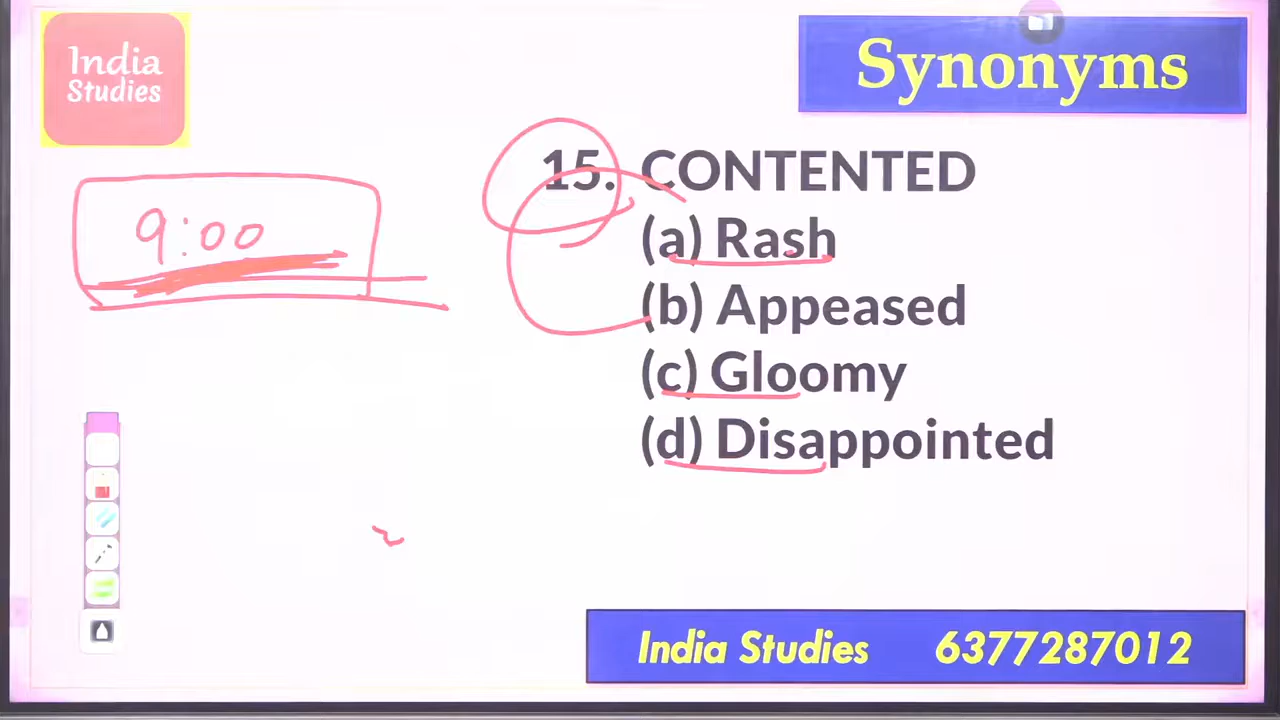 India
Studies
Synonyms
9:00
15. CONTENTED
(a) Rash
(b) Appeased
(c) Gloomy
(d) Disappointed
India Studies 6377287012